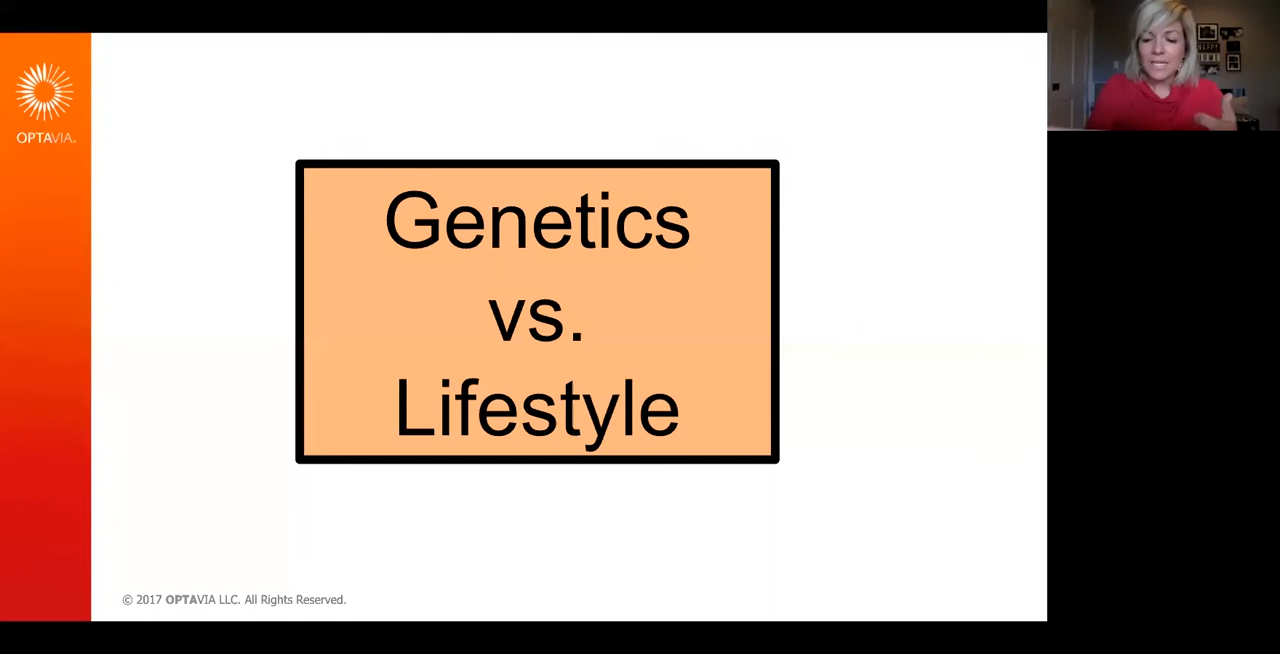 OPTAVIA.
Genetics
vs.
Lifestyle
© 2017 OPTAVIA LLC. All Rights Reserved.